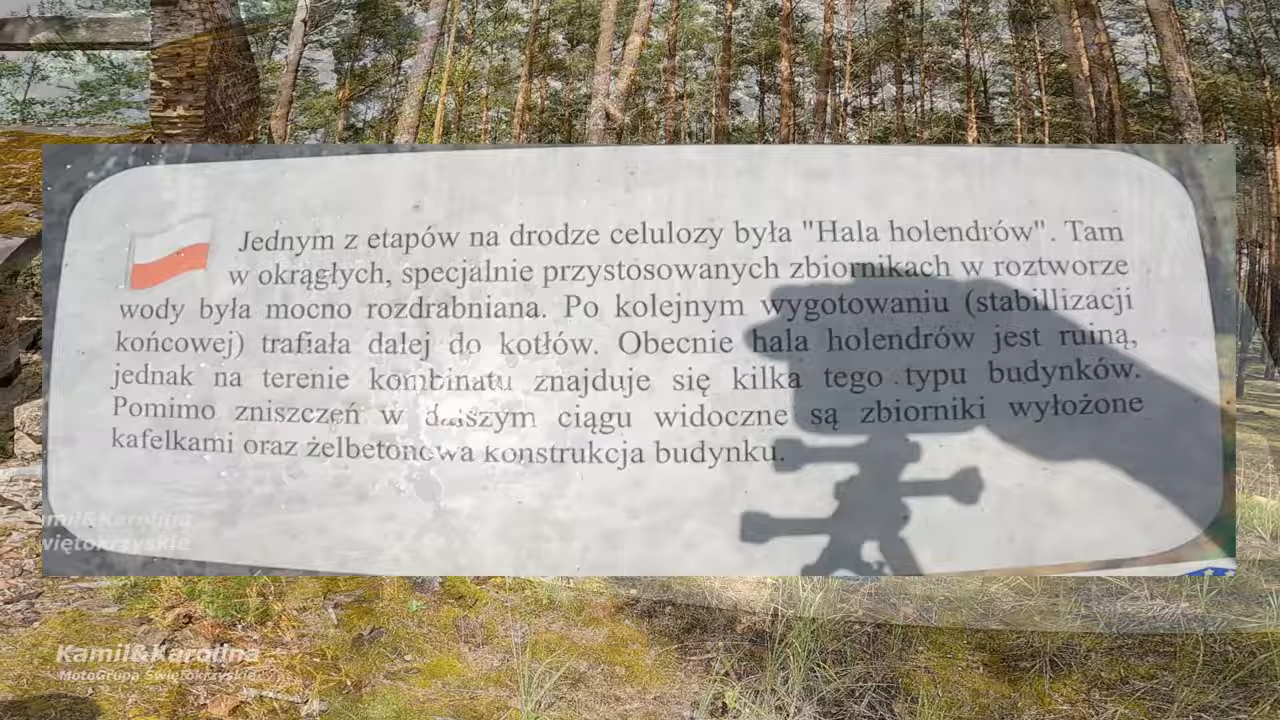 Jednym z etapów na drodze celulozy była "Hala holendrów". Tam
w okrągłych, specjalnie przystosowanych zbiornikach w roztworze
wody była mocno rozdrabniana. Po kolejnym wygotowaniu (stabillizacji
końcowej) trafiała dalej do kotłów. Obecnie hala holendrów jest ruiną,
jednak na terenie kombinatu znajduje się kilka tego typu budynków.
Pomimo zniszczeń w dalszym ciągu widoczne są zbiorniki wyłożone
kafelkami oraz żelbetonowa konstrukcja budynku.
Kamil&Karolina
MotoGrupa Świętokrzyskie